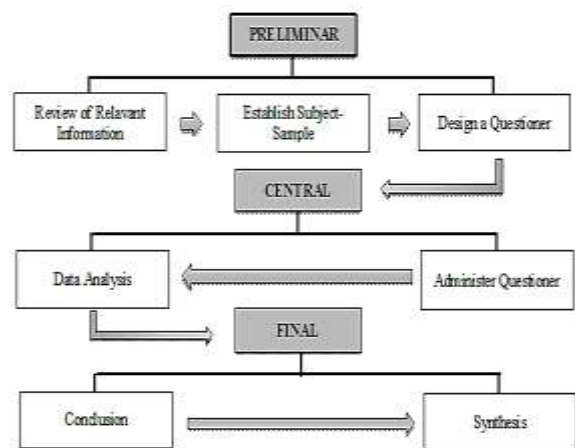 PRELIMINAR
Review of Relavant
Information
Establish Subject-
Sample
Design a Questioner
CENTRAL
Data Analysis
Administer Questioner
FINAL
Conclusion
Synthesis